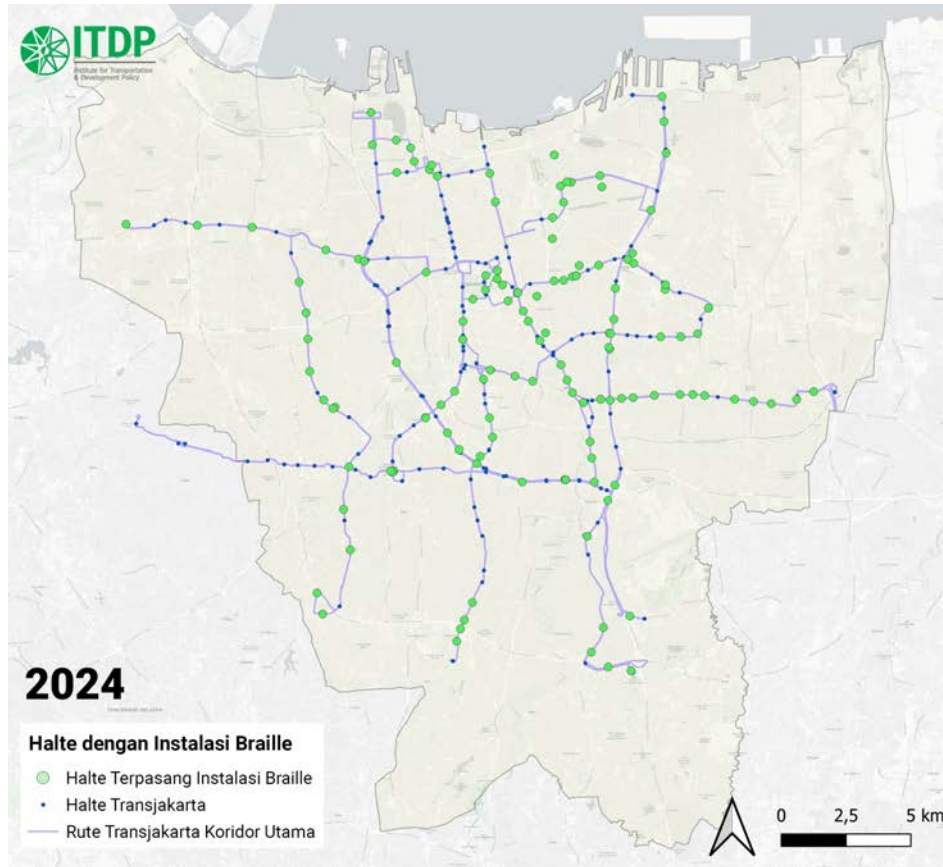 ITDP
Institute for Transportation
& Development Policy
2024
Halte dengan Instalasi Braille
Halte Terpasang Instalasi Braille
Halte Transjakarta
Rute Transjakarta Koridor Utama
0 2,5 5 km